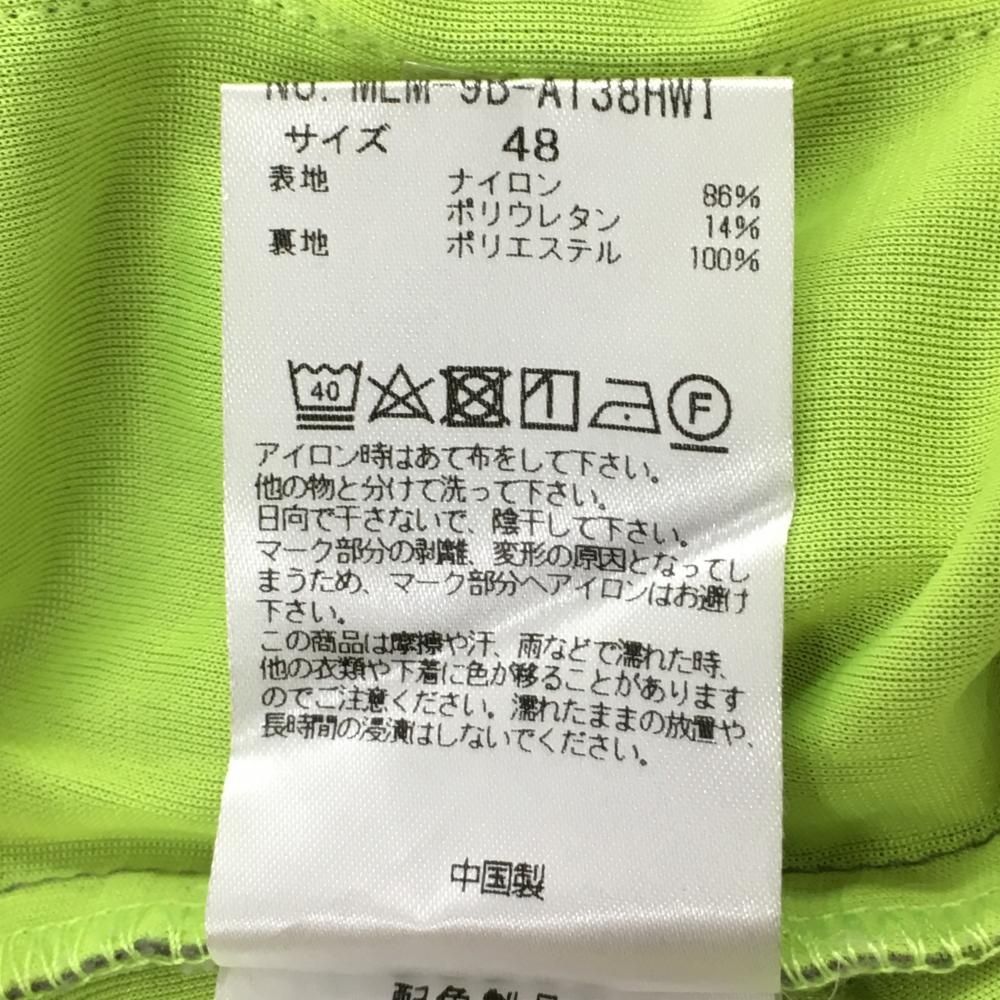 NO. MLM-9B-AT38HWI
サイズ 48
表地 ナイロン 86%
ポリウレタン 14%
裏地 ポリエステル 100%
40 F
アイロン時はあて布をして下さい。
他の物と分けて洗って下さい。
日向で干さないで、陰干して下さい。
マーク部分の剥離、変形の原因となってし
まうため、マーク部分へアイロンはお避け
下さい。
この商品は摩擦や汗、雨などで濡れた時、
他の衣類や下着に色が移ることがあります
のでご注意ください。濡れたままの放置や、
長時間の浸漬はしないでください。
中国製